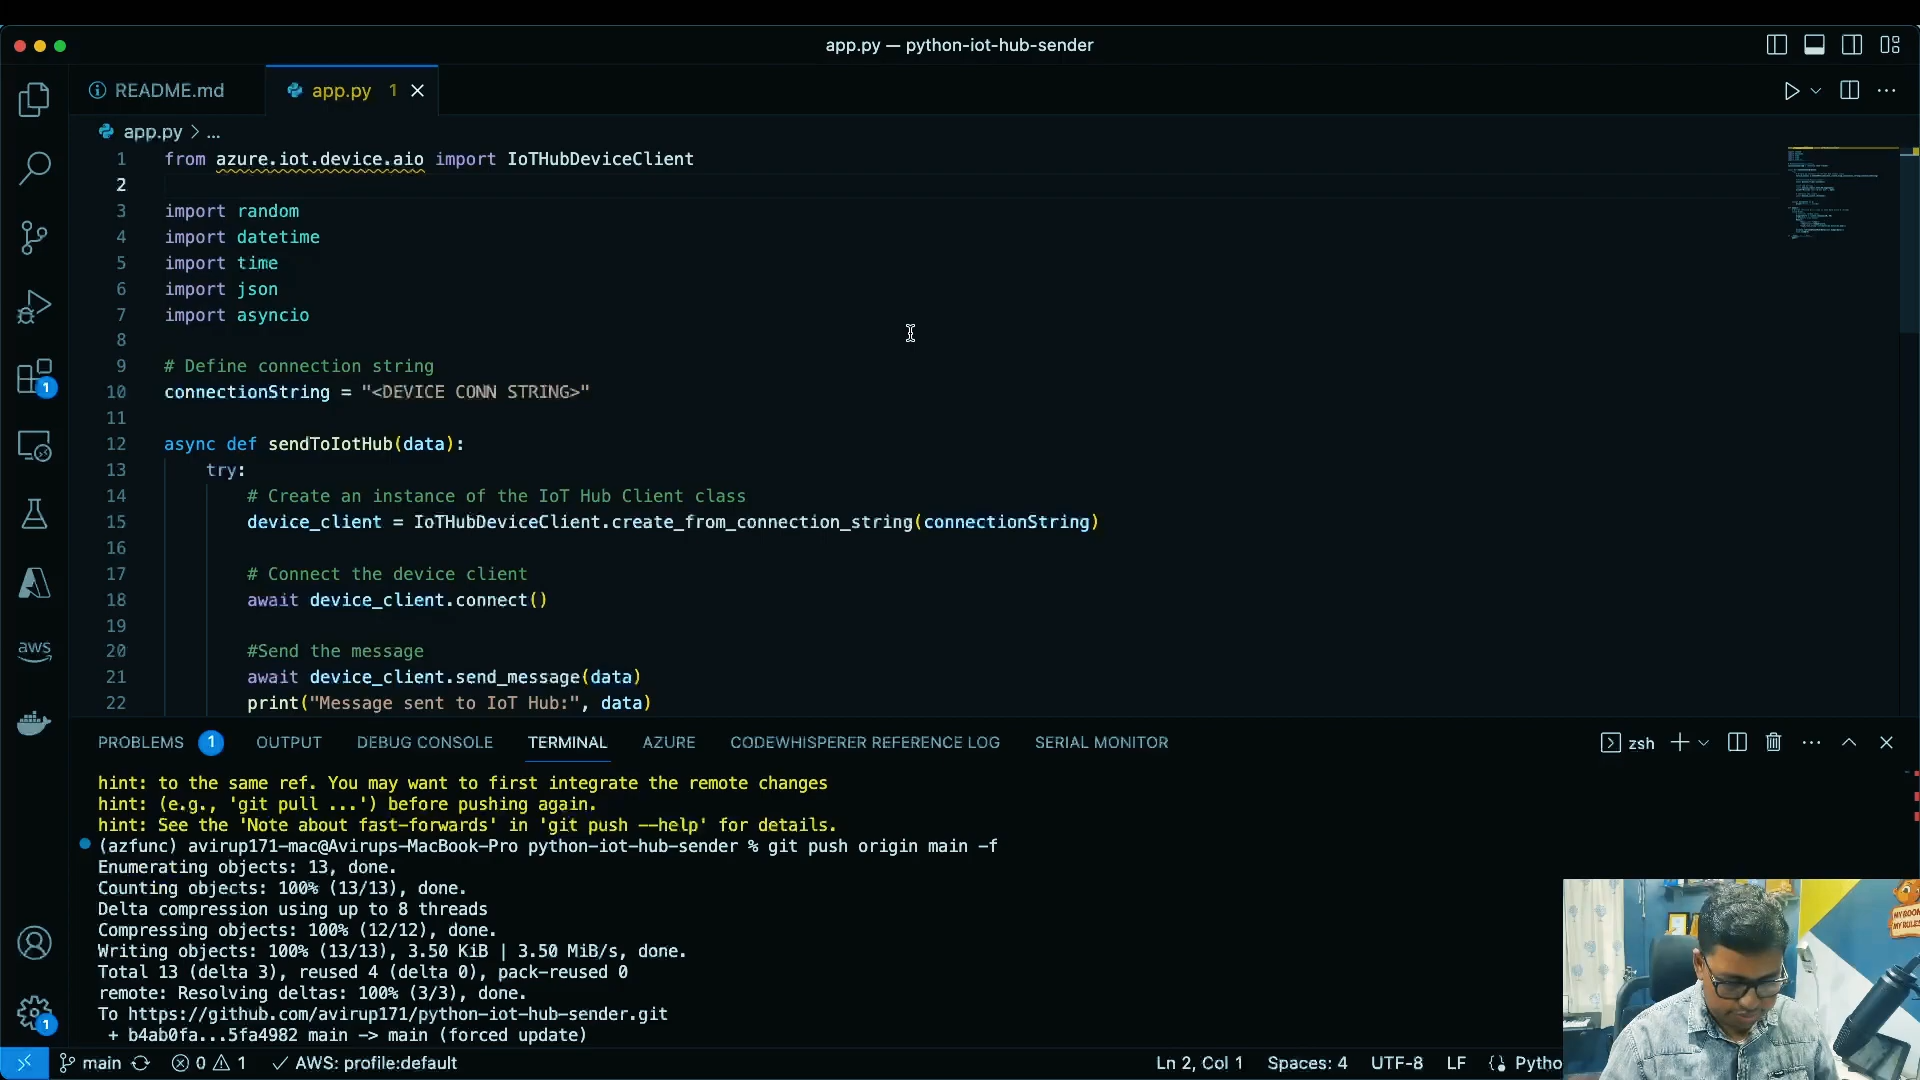 app.py — python-iot-hub-sender
README.md
app.py 1
app.py > ...
1 from azure.iot.device.aio import IoTHubDeviceClient
2
3 import random
4 import datetime
5 import time
6 import json
7 import asyncio
8
9 # Define connection string
10 connectionString = "<DEVICE CONN STRING>"
11
12 async def sendToIotHub(data):
13 try:
14 # Create an instance of the IoT Hub Client class
15 device_client = IoTHubDeviceClient.create_from_connection_string(connectionString)
16
17 # Connect the device client
18 await device_client.connect()
19
20 #Send the message
21 await device_client.send_message(data)
22 print("Message sent to IoT Hub:", data)
1
aws
PROBLEMS 1 OUTPUT DEBUG CONSOLE TERMINAL AZURE CODEWHISPERER REFERENCE LOG SERIAL MONITOR
zsh
hint: to the same ref. You may want to first integrate the remote changes
hint: (e.g., 'git pull ...') before pushing again.
hint: See the 'Note about fast-forwards' in 'git push --help' for details.
(azfunc) avirup171-mac@Avirups-MacBook-Pro python-iot-hub-sender % git push origin main -f
Enumerating objects: 13, done.
Counting objects: 100% (13/13), done.
Delta compression using up to 8 threads
Compressing objects: 100% (12/12), done.
Writing objects: 100% (13/13), 3.50 KiB | 3.50 MiB/s, done.
Total 13 (delta 3), reused 4 (delta 0), pack-reused 0
remote: Resolving deltas: 100% (3/3), done.
To https://github.com/avirup171/python-iot-hub-sender.git
+ b4ab0fa...5fa4982 main -> main (forced update)
1
MY ROOM
MY RULES
main 0 1 AWS: profile:default
Ln 2, Col 1 Spaces: 4 UTF-8 LF Pytho